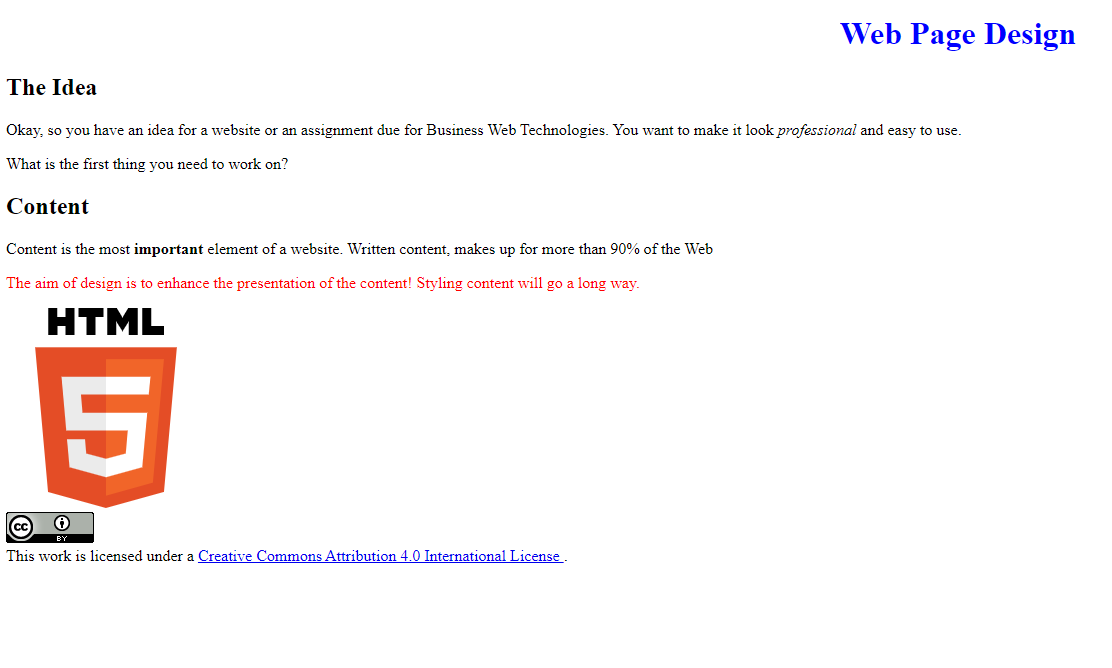 Web Page Design
The Idea
Okay, so you have an idea for a website or an assignment due for Business Web Technologies. You want to make it look professional and easy to use.
What is the first thing you need to work on?
Content
Content is the most important element of a website. Written content, makes up for more than 90% of the Web
The aim of design is to enhance the presentation of the content! Styling content will go a long way.
HTML
5
cc
BY
This work is licensed under a Creative Commons Attribution 4.0 International License .